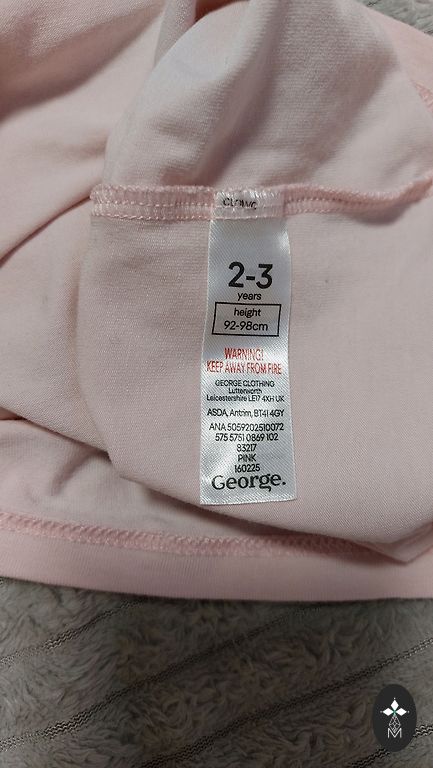 2-3
years
height
92-98cm
WARNING!
KEEP AWAY FROM FIRE
GEORGE CLOTHING
Lutterworth
Leicestershire LE17 4XH UK
ASDA, Antrim, BT41 4GY
ANA 5059202510072
575 5751 0869 102
83217
PINK
160225
George.
M